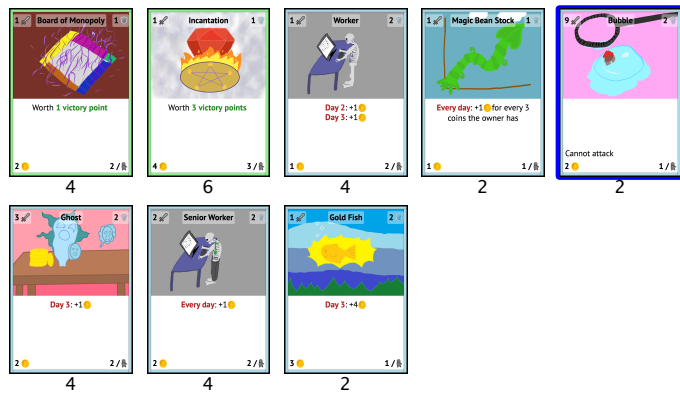 1 Board of Monopoly 1
Worth 1 victory point
2 2 /
4
1 Incantation 1
Worth 3 victory points
4 3 /
6
1 Worker 2
Day 2: +1
Day 3: +1
1 2 /
4
1 Magic Bean Stock 1
Every day: +1 for every 3
coins the owner has
1 1 /
2
9 Bubble 2
Cannot attack
2 1 /
2
3 Ghost 2
Day 3: +1
2 2 /
4
2 Senior Worker 2
Every day: +1
2 2 /
4
1 Gold Fish 2
Day 3: +4
3 1 /
2